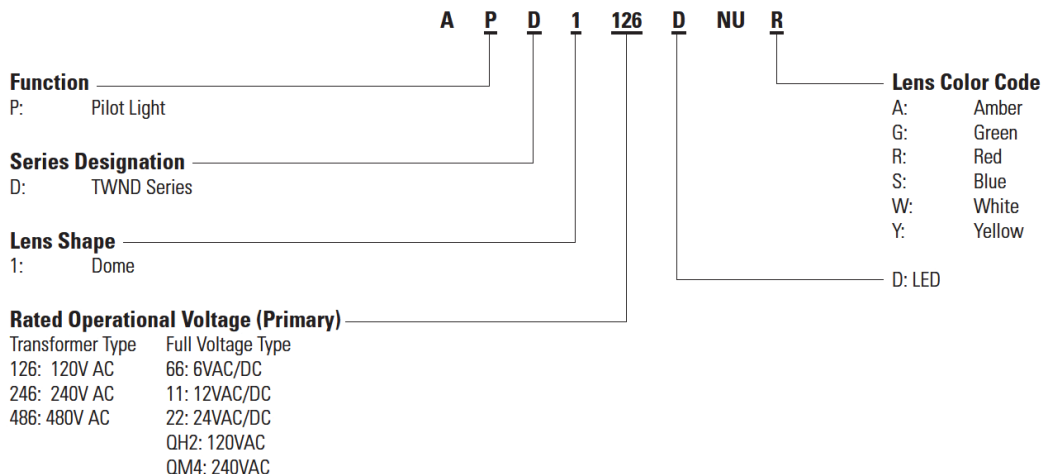 A P D 1 126 D NU R
Function
P: Pilot Light
Series Designation
D: TWND Series
Lens Shape
1: Dome
Rated Operational Voltage (Primary)
Transformer Type Full Voltage Type
126: 120V AC 66: 6VAC/DC
246: 240V AC 11: 12VAC/DC
486: 480V AC 22: 24VAC/DC
QH2: 120VAC
QM4: 240VAC
Lens Color Code
A: Amber
G: Green
R: Red
S: Blue
W: White
Y: Yellow
D: LED